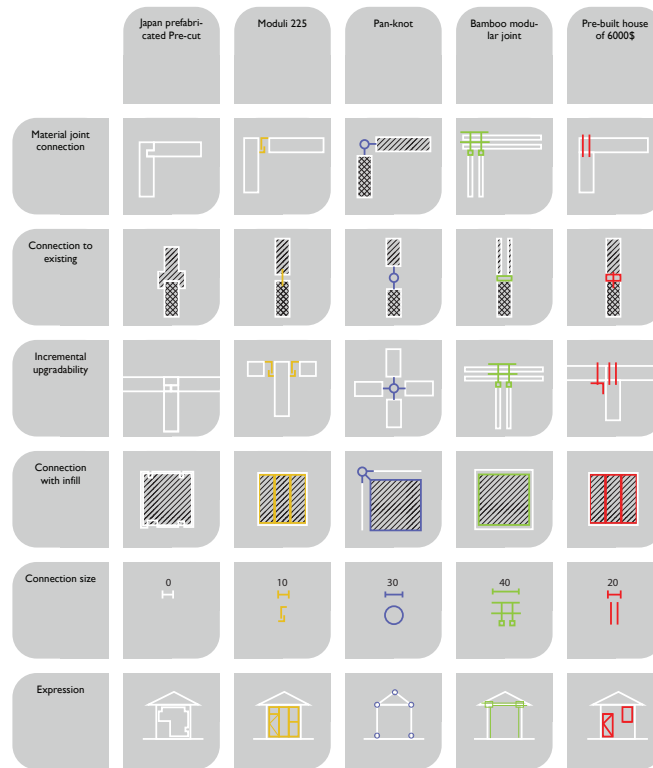 Japan prefabri-
cated Pre-cut
Moduli 225
Pan-knot
Bamboo modu-
lar joint
Pre-built house
of 6000$
Material joint
connection
Connection to
existing
Incremental
upgradability
Connection
with infill
Connection size
0
10
30
40
20
Expression